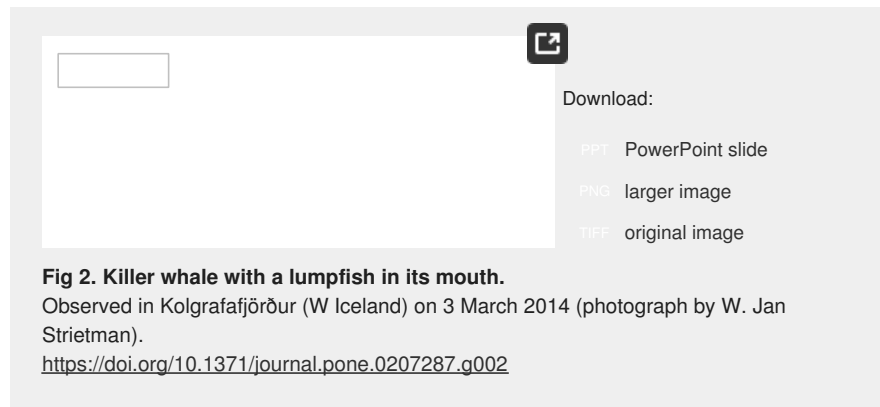 Download:
PPT PowerPoint slide
PNG larger image
TIFF original image
Fig 2. Killer whale with a lumpfish in its mouth.
Observed in Kolgrafafjörður (W Iceland) on 3 March 2014 (photograph by W. Jan
Strietman).
https://doi.org/10.1371/journal.pone.0207287.g002